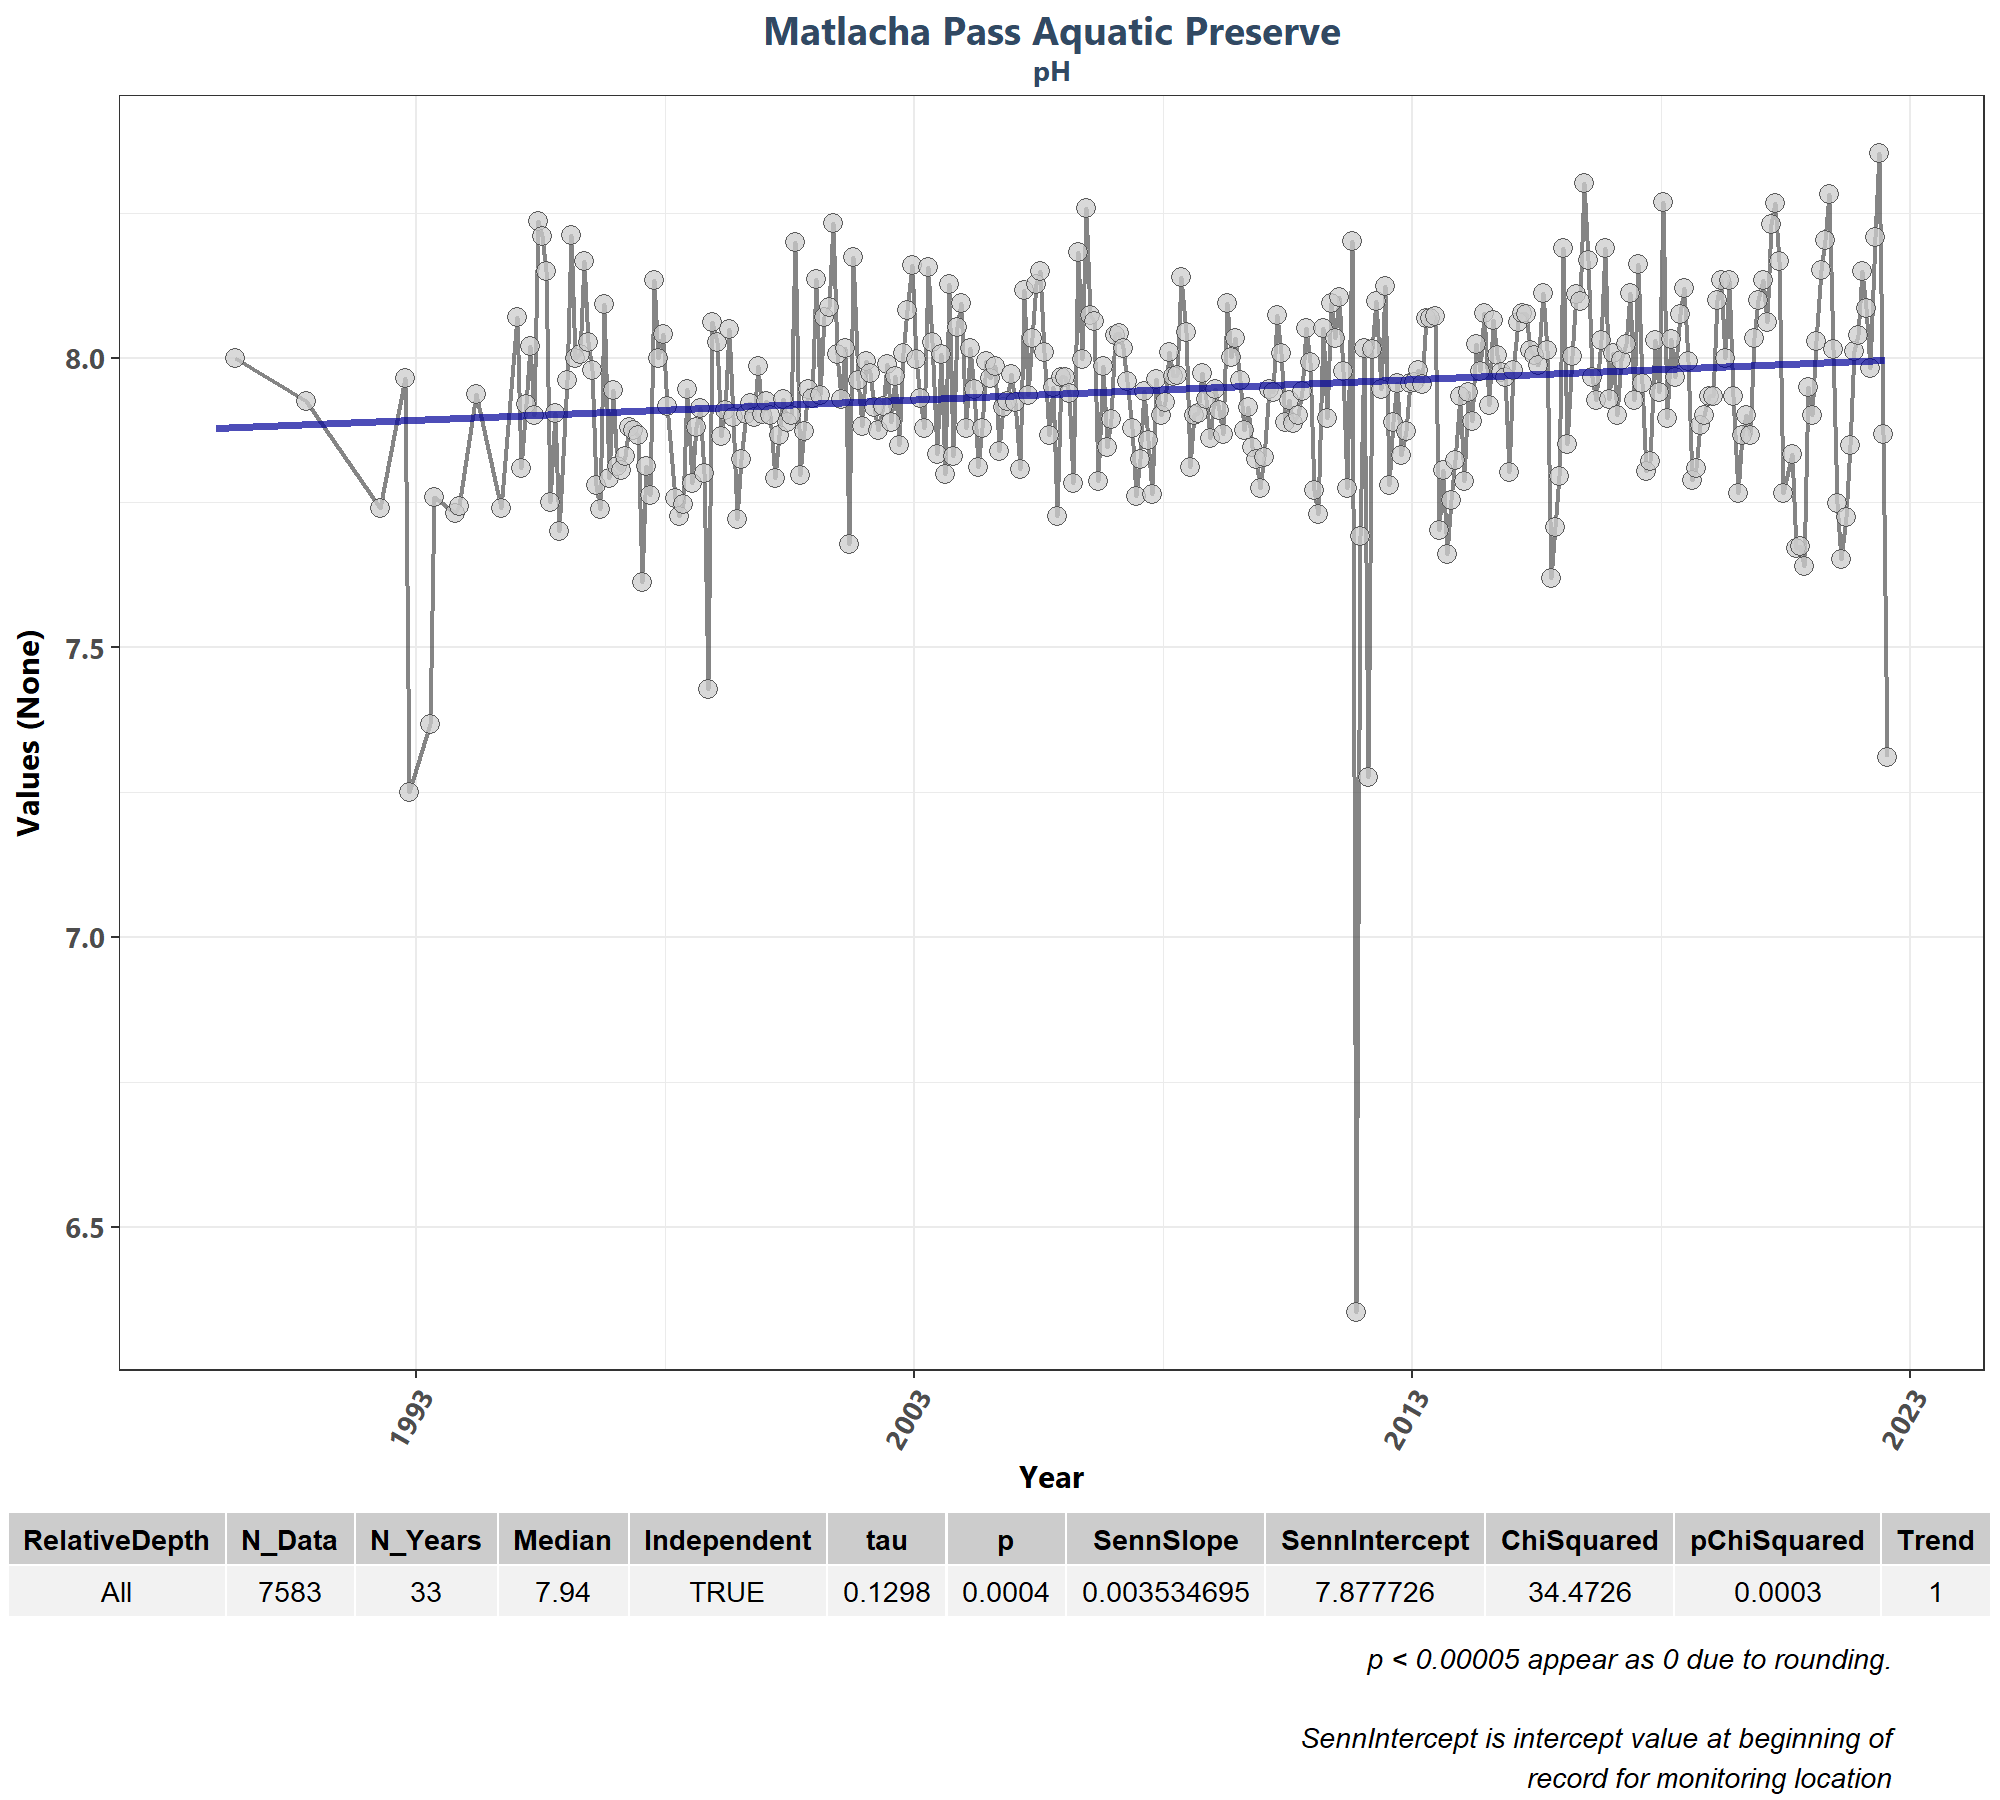 Matlacha Pass Aquatic Preserve
pH
Values (None)
8.0
7.5
7.0
6.5
1993
2003
2013
2023
Year
RelativeDepth N_Data N_Years Median Independent tau p SennSlope SennIntercept ChiSquared pChiSquared Trend
All 7583 33 7.94 TRUE 0.1298 0.0004 0.003534695 7.877726 34.4726 0.0003 1
p < 0.00005 appear as 0 due to rounding.
SennIntercept is intercept value at beginning of
record for monitoring location